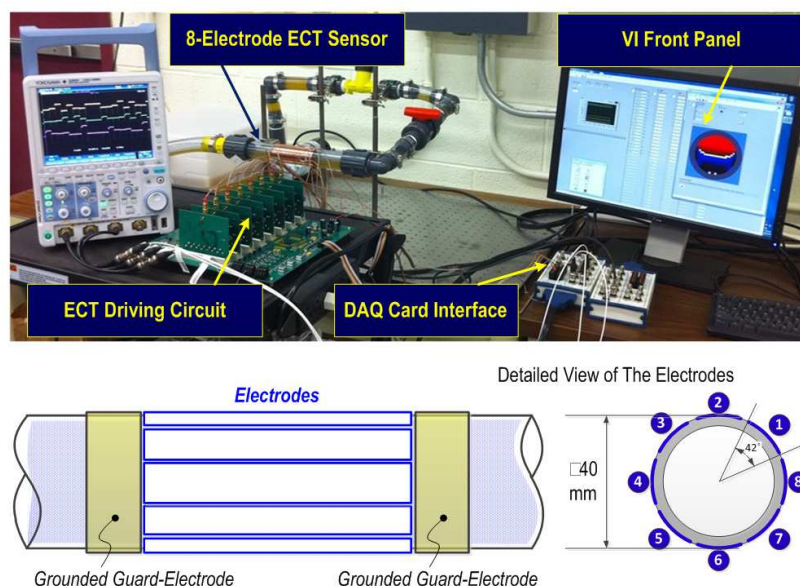 8-Electrode ECT Sensor
VI Front Panel
YOKOGAWA
ECT Driving Circuit
DAQ Card Interface
Detailed View of The Electrodes
Electrodes
2
3
1
42°
□40
mm
4
8
5
7
6
Grounded Guard-Electrode
Grounded Guard-Electrode